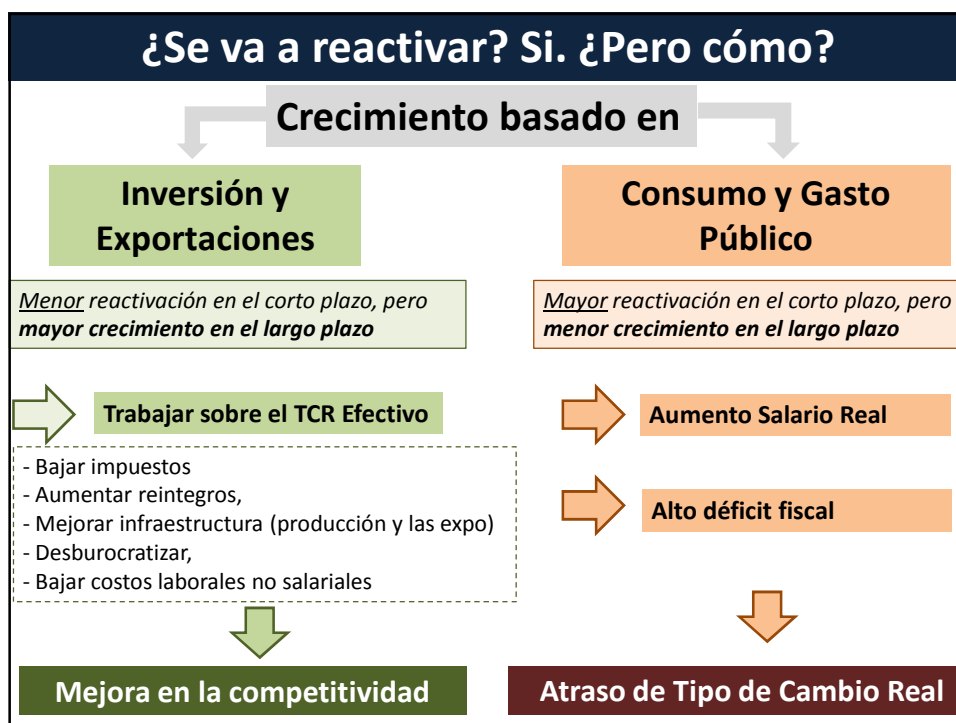 ¿Se va a reactivar? Si. ¿Pero cómo?
Crecimiento basado en
Inversión y
Exportaciones
Menor reactivación en el corto plazo, pero
mayor crecimiento en el largo plazo
Trabajar sobre el TCR Efectivo
- Bajar impuestos
- Aumentar reintegros,
- Mejorar infraestructura (producción y las expo)
- Desburocratizar,
- Bajar costos laborales no salariales
Mejora en la competitividad
Consumo y Gasto
Público
Mayor reactivación en el corto plazo, pero
menor crecimiento en el largo plazo
Aumento Salario Real
Alto déficit fiscal
Atraso de Tipo de Cambio Real